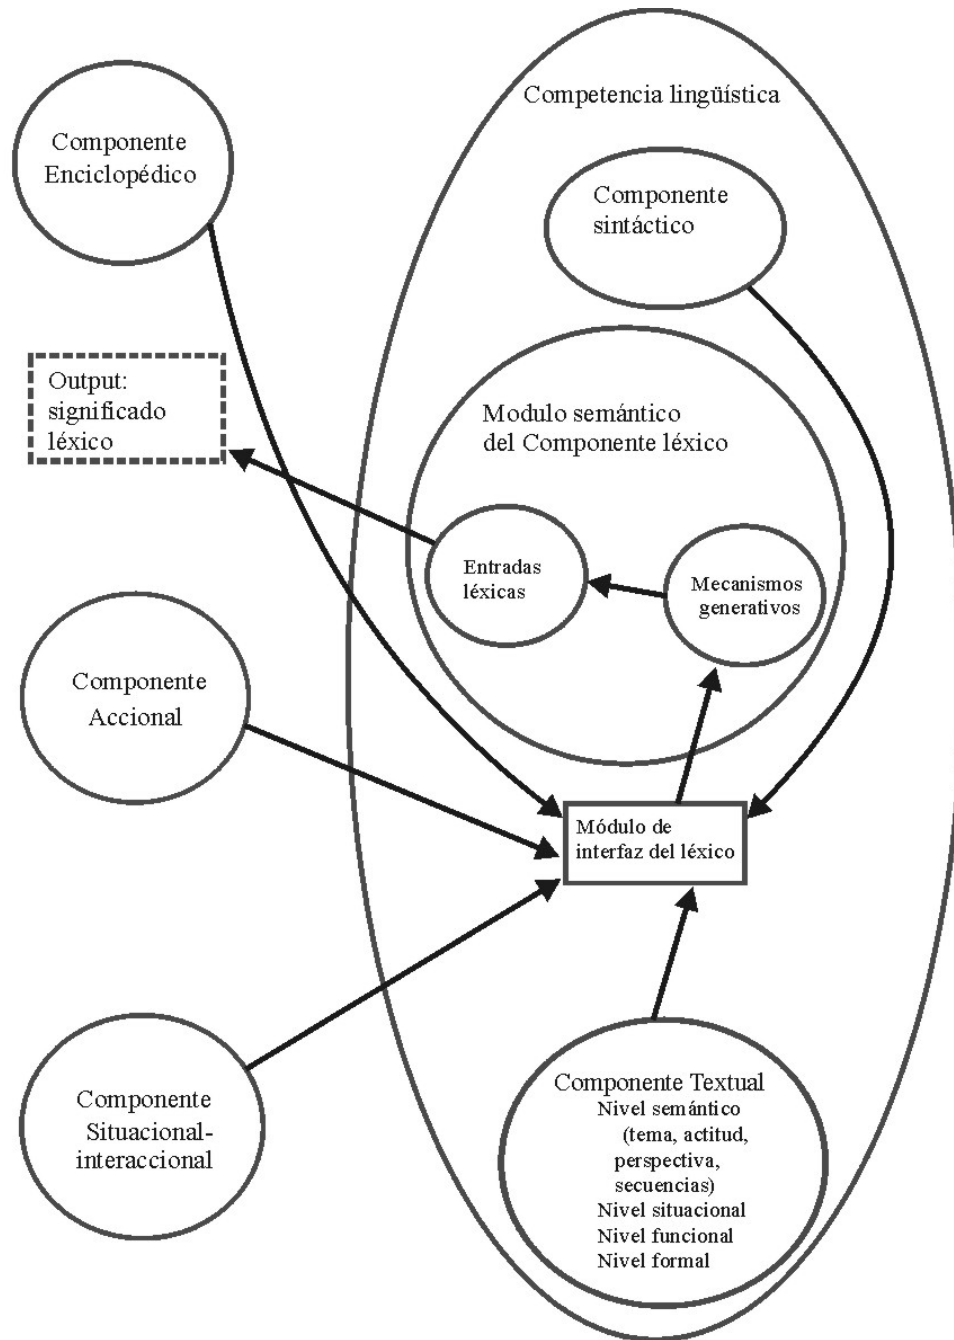 Competencia lingüística
Componente
Enciclopédico
Componente
sintáctico
Output:
significado
léxico
Modulo semántico
del Componente léxico
Entradas
léxicas
Mecanismos
generativos
Componente
Accional
Módulo de
interfaz del léxico
Componente
Situacional-
interaccional
Componente Textual
Nivel semántico
(tema, actitud,
perspectiva,
secuencias)
Nivel situacional
Nivel funcional
Nivel formal